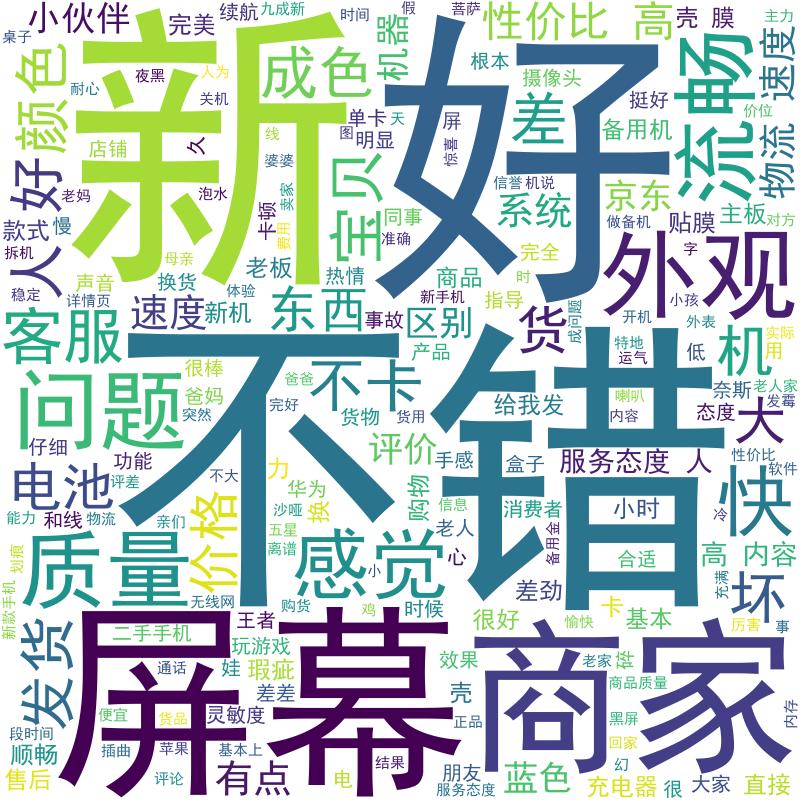 小伙伴
完美
续航
九成新
时间
假
菩萨
性价比
高
壳
膜
主力
桌子
颜色
夜黑
人为
新
成色
机器
好
根本
摄像头
挺好
差
备用机
流畅
价位
速度
物流
耐心
关机
店铺
线
单卡
图
天
明显
屏
惊喜
久
婆婆
宝贝
卖家
信誉
机说
京东
人
好
老妈
泡水
卡顿
费用
同事
准确
系统
做备机
贴膜
主板
对方
款式
慢
拆机
母亲
完全
外观
字
声音
换货
老板
热情
商品
时
稳定
详情页
体验
新手机
指导
小孩
速度
新机
东西
事故
区别
货
成问题
开机
外表
客服
不错
产品
特地
运气
低
机
实际
用
问题
很棒
爸妈
突然
爸爸
完好
不卡
货物
货用
给我发
喇叭
内容
奈斯
态度
老人家
发霉
大
仔细
功能
评价
手感
盒子
服务态度
人
性价比
软件
电池
评差
不大
力
华为
购物
信息
消费者
小时
快
冷
能力
和线
物流
亲们
价格
沙哑
换
五星
离谱
老人
备用金
合适
高
内容
划痕
质量
感觉
心
小
差劲
充满
坏
新款手机
无线网
购货
鸡
时候
很好
愉快
卡
基本
厉害
事
发货
二手手机
王者
玩游戏
屏幕
效果
商家
老家
碎
通话
娃
瑕疵
商品质量
差差
壳
黑屏
内存
段时间
便宜
货品
灵敏度
正品
回家
顺畅
插曲
苹果
基本上
结果
朋友
蓝色
幻
售后
评论
有点
电
服务态度
充电器
很
大家
直接